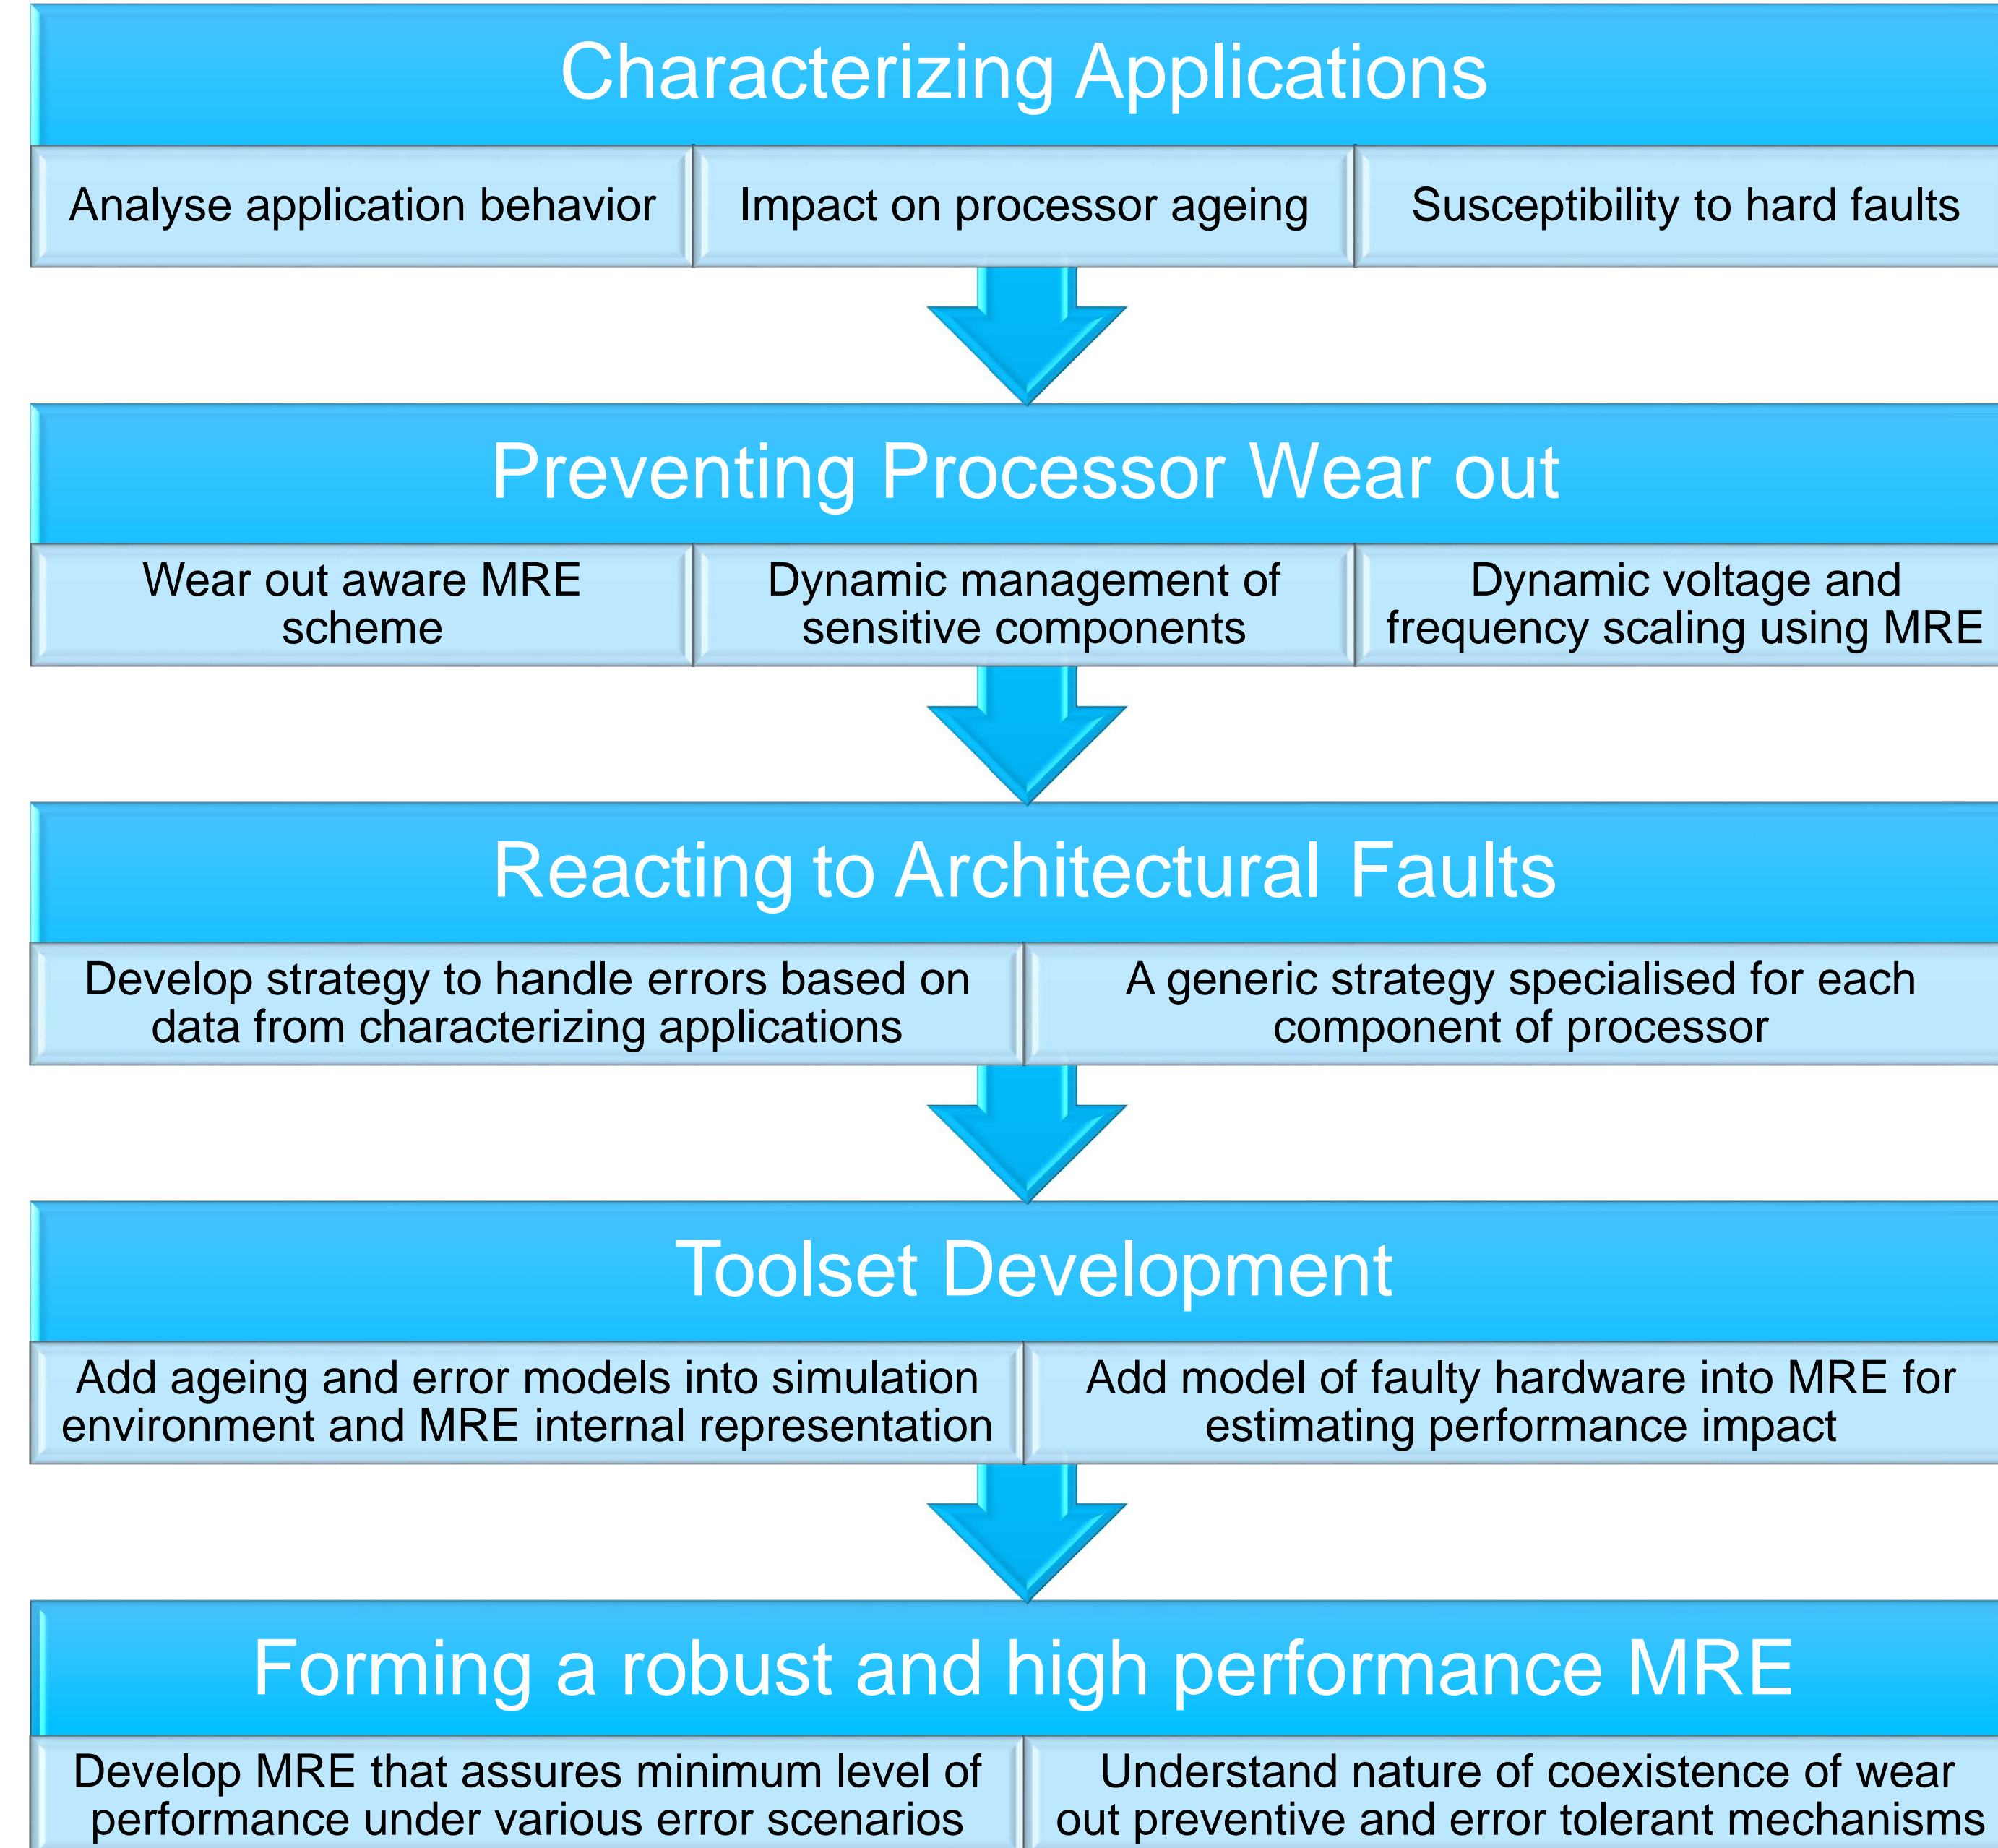 Characterizing Applications
Analyse application behavior
Impact on processor ageing
Susceptibility to hard faults
Preventing Processor Wear out
Wear out aware MRE
scheme
Dynamic management of
sensitive components
Dynamic voltage and
frequency scaling using MRE
Reacting to Architectural Faults
Develop strategy to handle errors based on
data from characterizing applications
A generic strategy specialised for each
component of processor
Toolset Development
Add ageing and error models into simulation
environment and MRE internal representation
Add model of faulty hardware into MRE for
estimating performance impact
Forming a robust and high performance MRE
Develop MRE that assures minimum level of
performance under various error scenarios
Understand nature of coexistence of wear
out preventive and error tolerant mechanisms